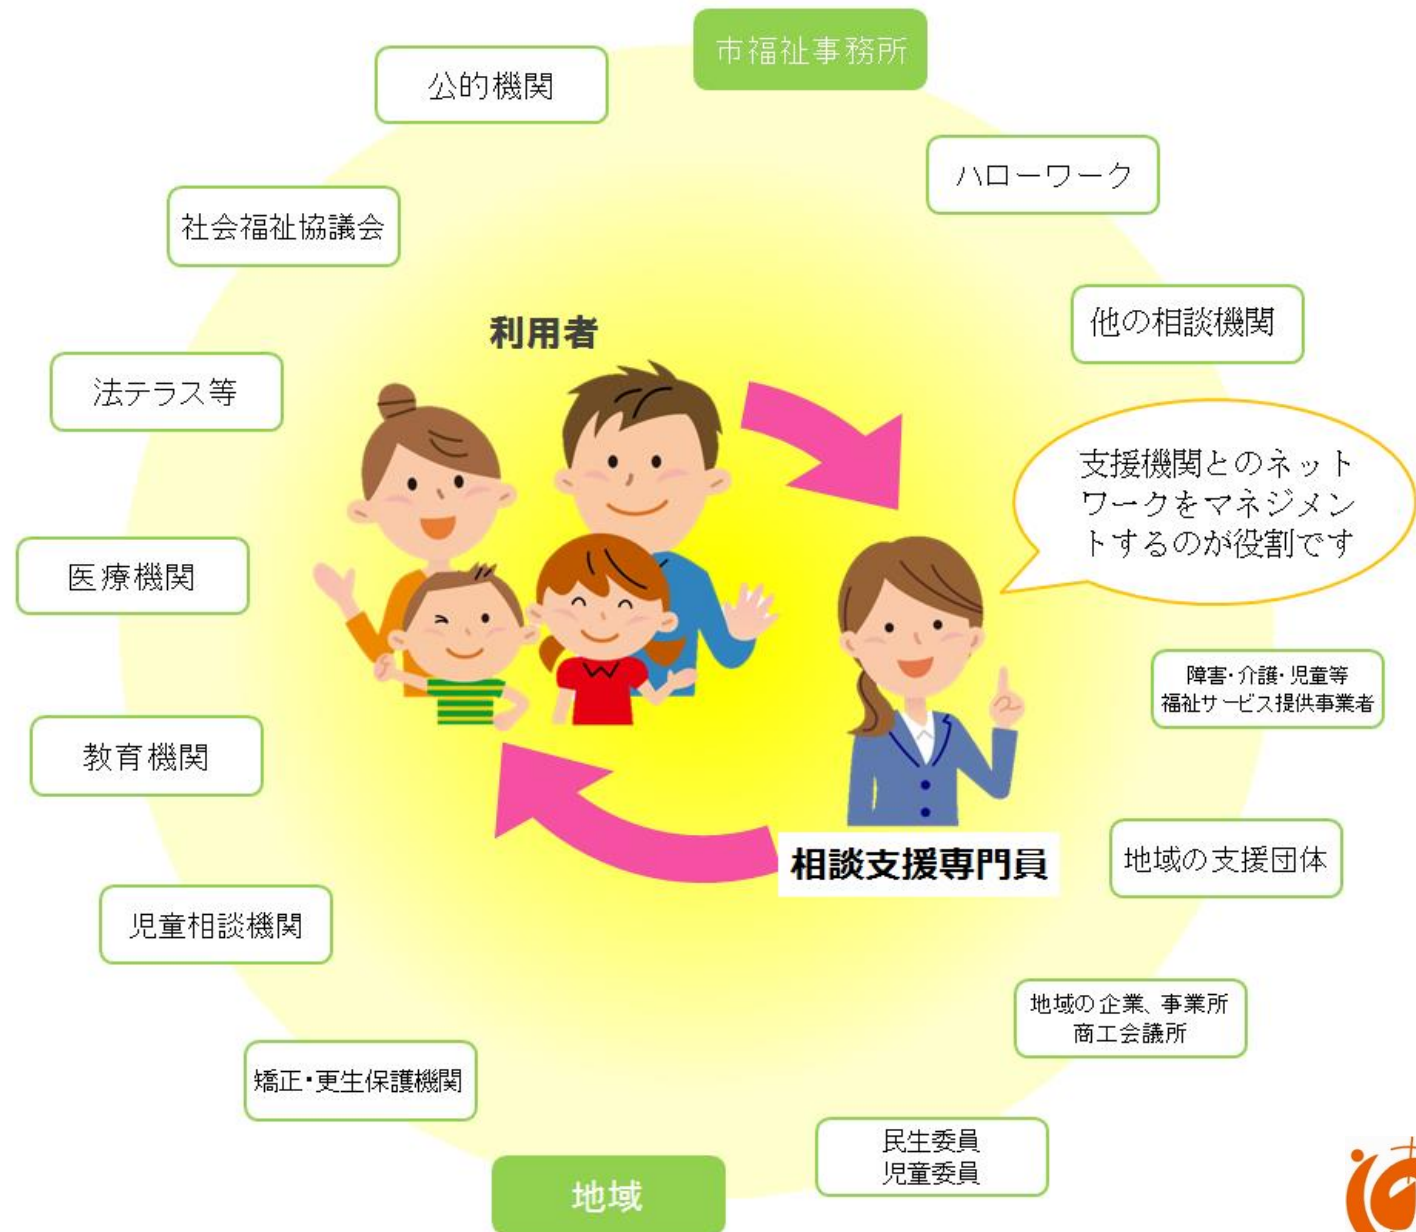 市福祉事務所
公的機関
ハローワーク
社会福祉協議会
他の相談機関
利用者
法テラス等
支援機関とのネット
ワークをマネジメン
トするのが役割です
医療機関
障害・介護・児童等
福祉サービス提供事業者
教育機関
地域の支援団体
相談支援専門員
児童相談機関
地域の企業、事業所
商工会議所
矯正・更生保護機関
民生委員
児童委員
地域